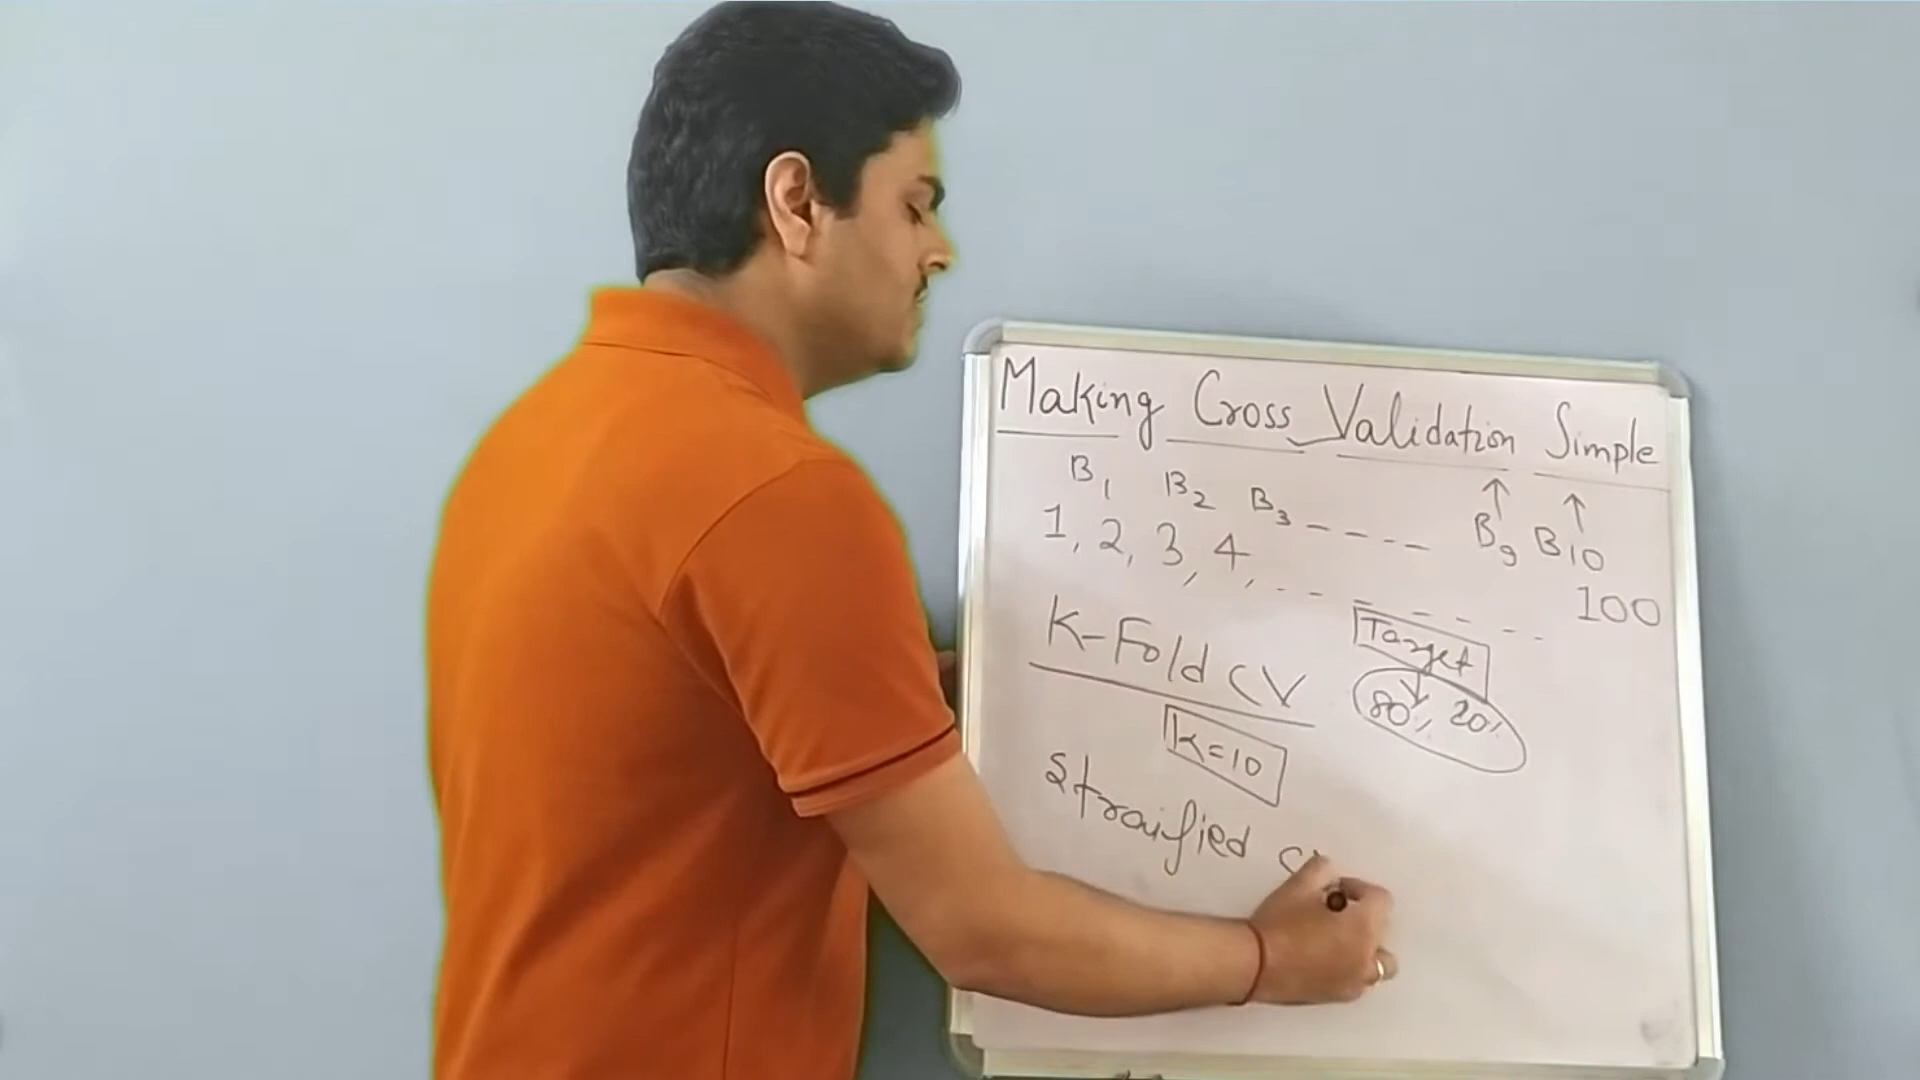 Making Cross Validation Simple
B1 B2 B3 - - - - - B9 B10
1, 2, 3, 4, - - - - - - - - 100
K-Fold CV
Target
80% 20%
K=10
straified